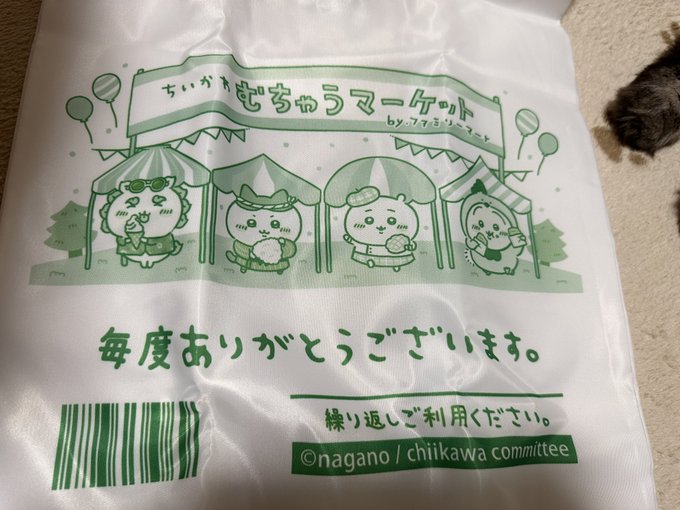 ちいかわ むちゅうマーケット
by.ファミリーマート
毎度ありがとうございます。
繰り返しご利用ください。
©nagano / chiikawa committee